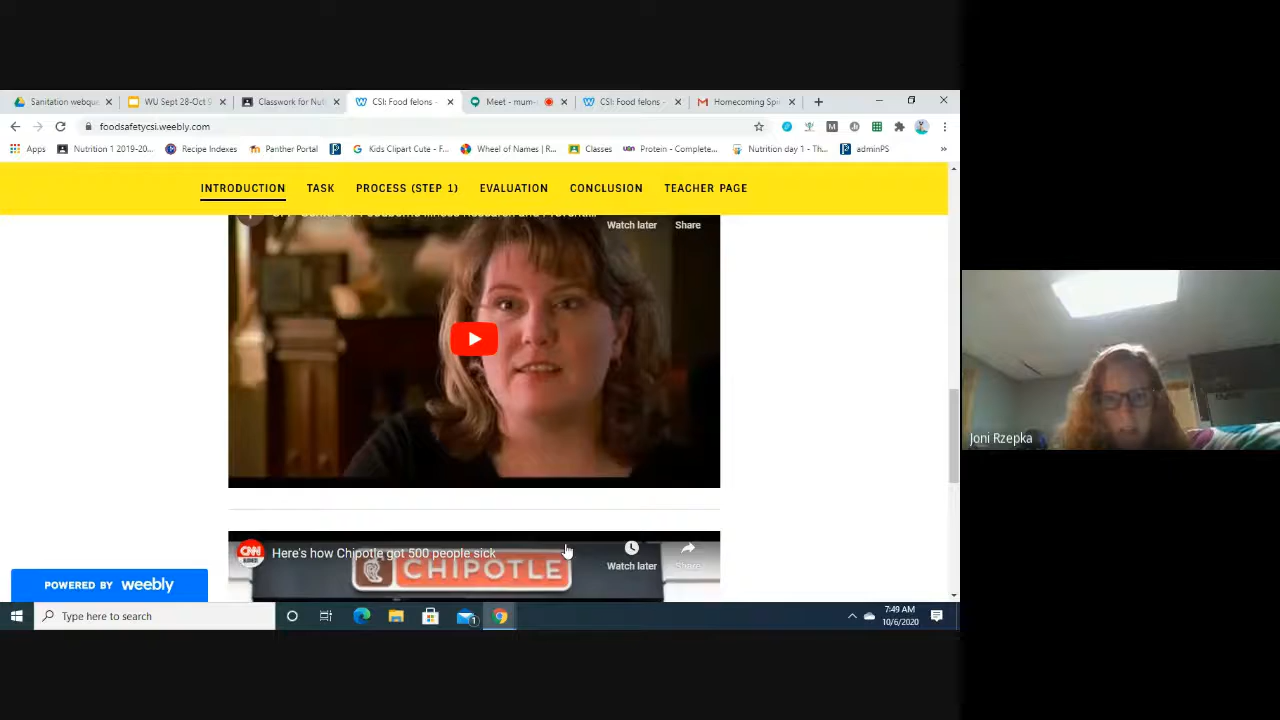 Sanitation webque
WU Sept 28-Oct 9
Classwork for Nut
CSI: Food felons -
Meet - mum-
CSI: Food felons -
Homecoming Spi
foodsafetycsi.weebly.com
Apps
Nutrition 1 2019-20...
Recipe Indexes
Panther Portal
Kids Clipart Cute - F...
Wheel of Names | R...
Classes
Protein - Complete...
Nutrition day 1 - Th...
adminPS
INTRODUCTION TASK PROCESS (STEP 1) EVALUATION CONCLUSION TEACHER PAGE
Watch later Share
Joni Rzepka
CNN
Here's how Chipotle got 500 people sick
CHIPOTLE
Watch later Share
POWERED BY weebly
Type here to search
1
7:49 AM
10/6/2020